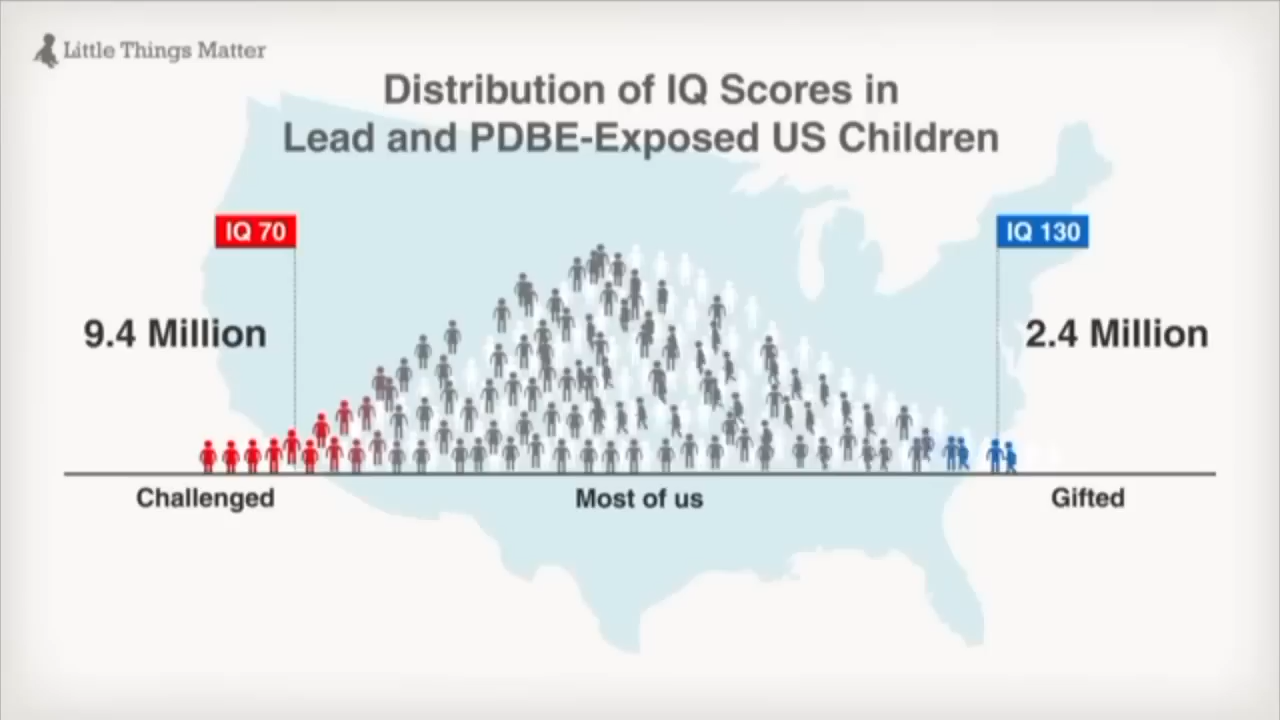 Little Things Matter
Distribution of IQ Scores in
Lead and PDBE-Exposed US Children
IQ 70
IQ 130
9.4 Million
2.4 Million
Challenged
Most of us
Gifted